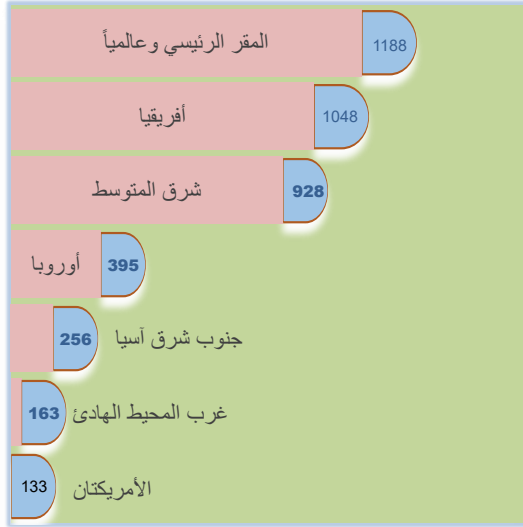 المقر الرئيسي وعالمياً 1188
أفريقيا 1048
شرق المتوسط 928
أوروبا 395
جنوب شرق آسيا 256
غرب المحيط الهادئ 163
الأمريكتان 133